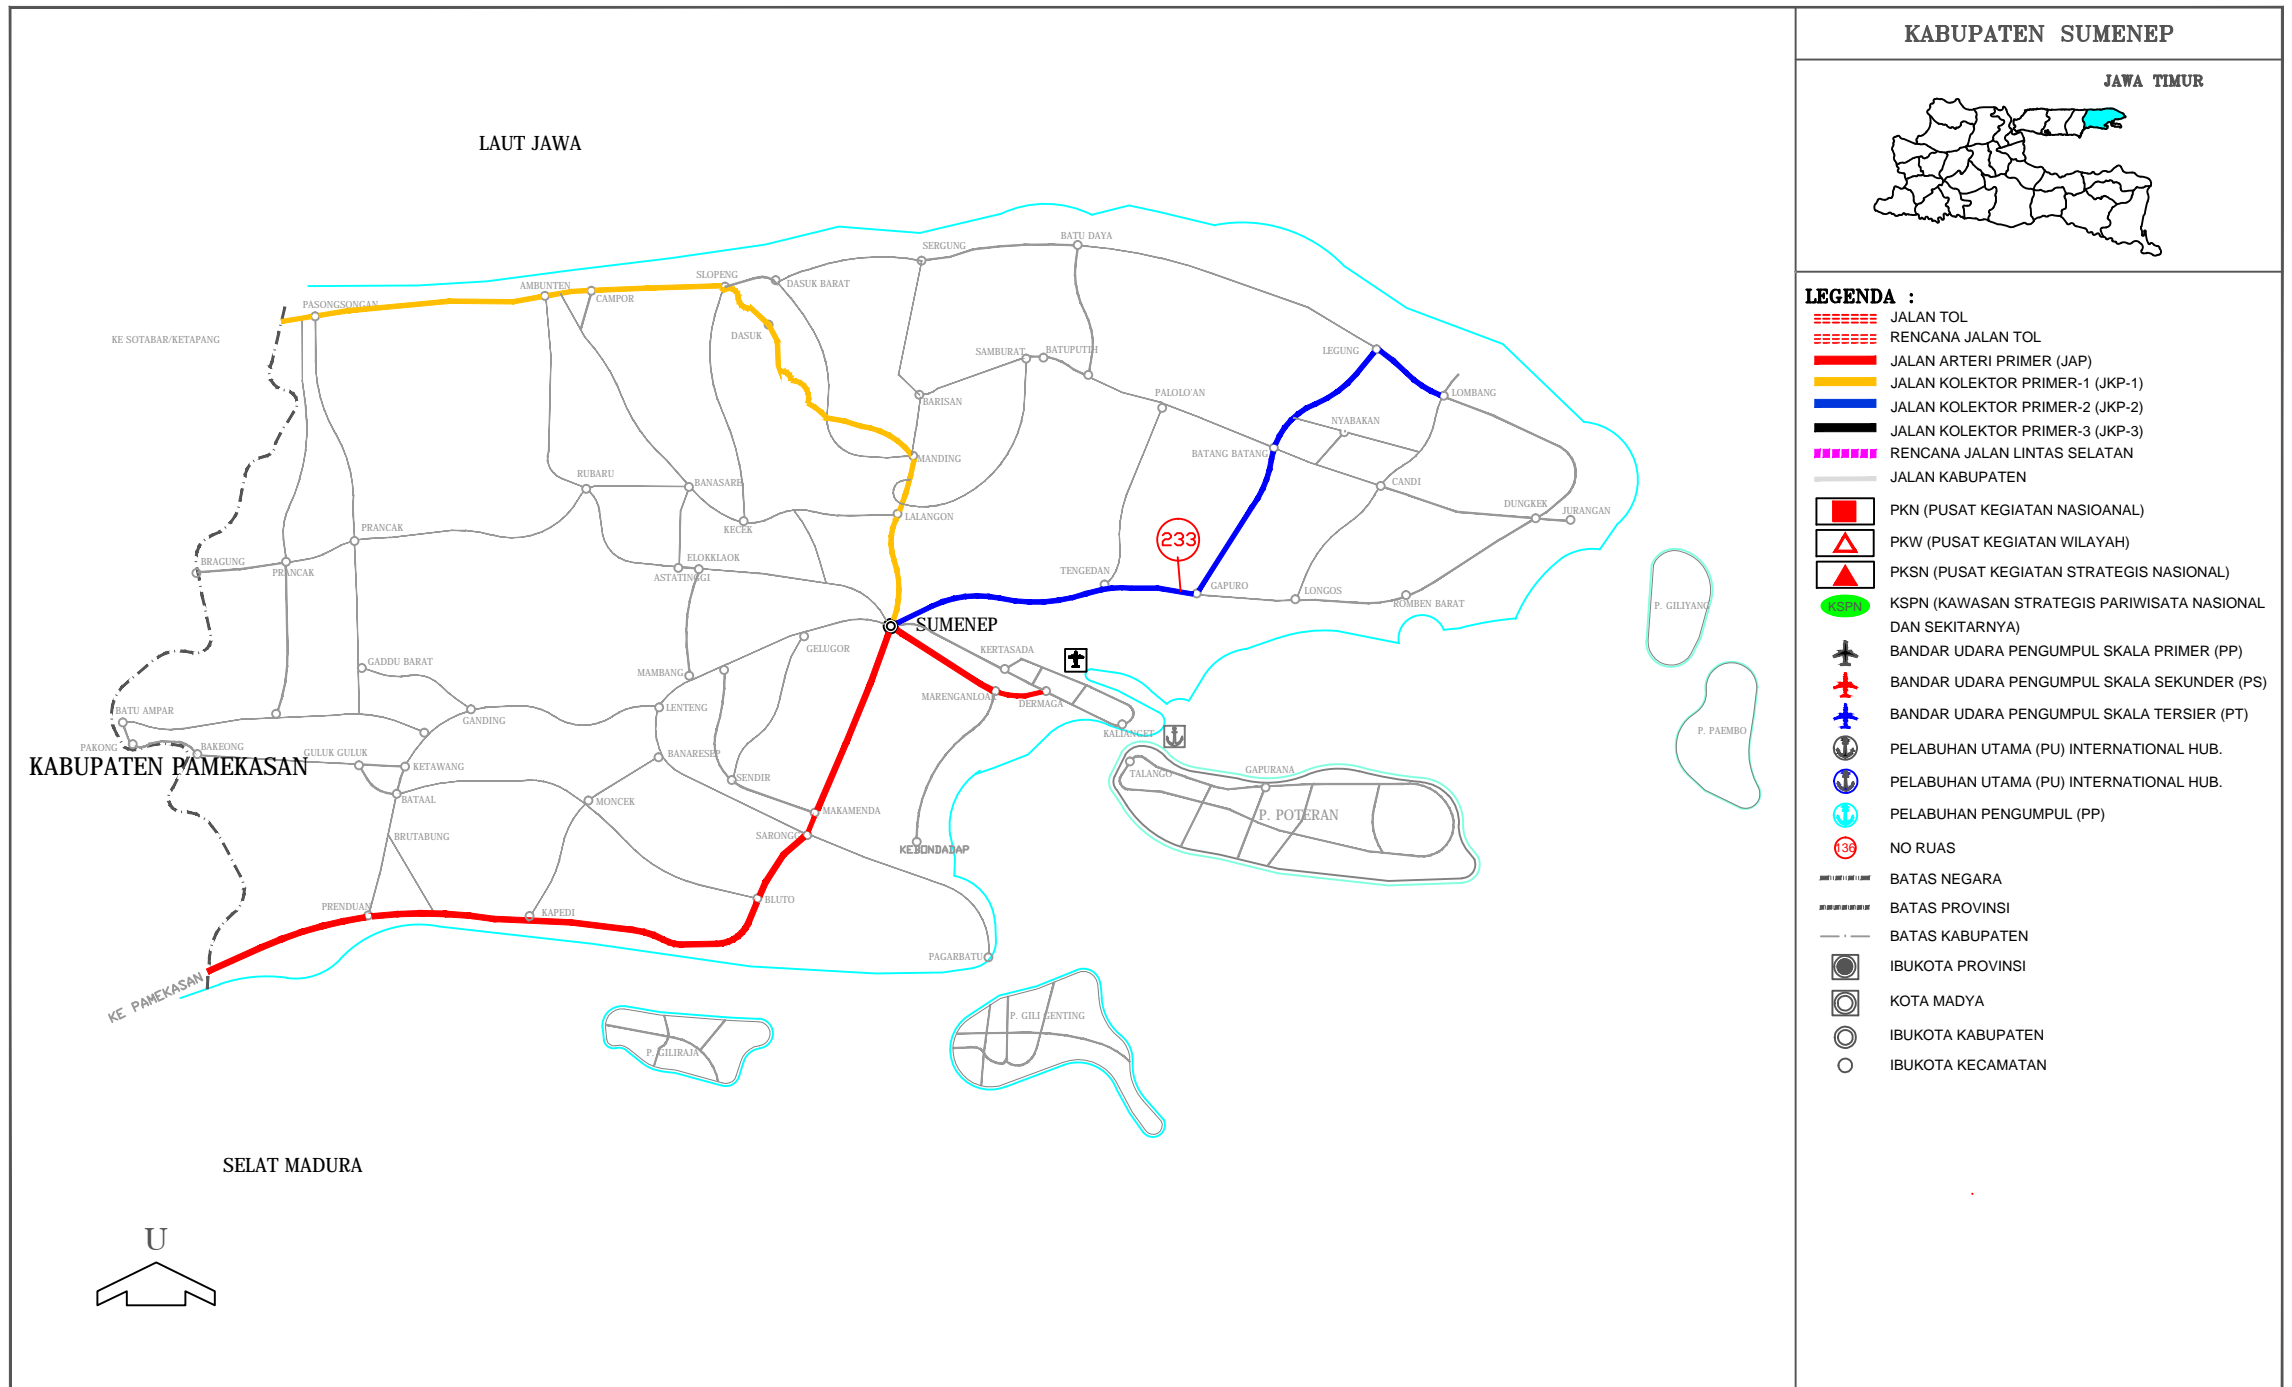 KABUPATEN SUMENEP
JAWA TIMUR
LAUT JAWA
BATU DAYA
SERGUNG
SLOPENG
DASUK BARAT
AMBUNTEN
CAMPOR
PASONGSONGAN
KE SOTABAR/KETAPANG
DASUK
SAMBURAT
BATUPUTIH
LEGUNG
LOMBANG
PALOLO'AN
BARISAN
NYABAKAN
BATANG BATANG
MANDING
RUBARU
BANASARE
CANDI
DUNGKEK
JURANGAN
LALANGON
KECEK
PRANCAK
233
BRAGUNG
PRANCAK
ELOKKLAOK
ASTATINGGI
TENGEDAN
GAPURO
LONGOS
ROMBEN BARAT
P. GILIYANG
SUMENEP
GELUGOR
KERTASADA
GADDU BARAT
MAMBANG
MARENGANLOAK
DERMAGA
LENTENG
BATU AMPAR
GANDING
KALIANGET
P. PAEMBO
PAKONG
BAKEONG
GULUK GULUK
BANARESEP
KABUPATEN PAMEKASAN
KETAWANG
SENDIR
TALANGO
GAPURANA
BATAAL
MONCEK
MAKAMENDA
P. POTERAN
BRUTABUNG
SARONGG
KEBONDADAP
PRENDUAN
KAPEDI
BLUTO
PAGARBATU
KE PAMEKASAN
P. GILI GENTING
P. GILIRAJA
SELAT MADURA
U
LEGENDA :
JALAN TOL
RENCANA JALAN TOL
JALAN ARTERI PRIMER (JAP)
JALAN KOLEKTOR PRIMER-1 (JKP-1)
JALAN KOLEKTOR PRIMER-2 (JKP-2)
JALAN KOLEKTOR PRIMER-3 (JKP-3)
RENCANA JALAN LINTAS SELATAN
JALAN KABUPATEN
PKN (PUSAT KEGIATAN NASIOANAL)
PKW (PUSAT KEGIATAN WILAYAH)
PKSN (PUSAT KEGIATAN STRATEGIS NASIONAL)
KSPN KSPN (KAWASAN STRATEGIS PARIWISATA NASIONAL
DAN SEKITARNYA)
BANDAR UDARA PENGUMPUL SKALA PRIMER (PP)
BANDAR UDARA PENGUMPUL SKALA SEKUNDER (PS)
BANDAR UDARA PENGUMPUL SKALA TERSIER (PT)
PELABUHAN UTAMA (PU) INTERNATIONAL HUB.
PELABUHAN UTAMA (PU) INTERNATIONAL HUB.
PELABUHAN PENGUMPUL (PP)
136 NO RUAS
BATAS NEGARA
BATAS PROVINSI
BATAS KABUPATEN
IBUKOTA PROVINSI
KOTA MADYA
IBUKOTA KABUPATEN
IBUKOTA KECAMATAN